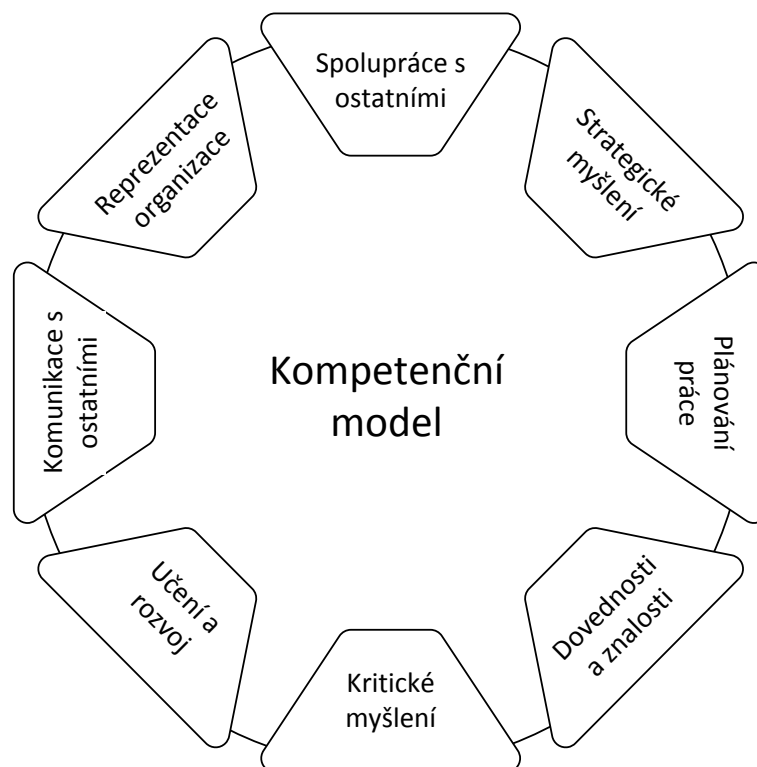 Spolupráce s
ostatními
Strategické
myšlení
Plánování
práce
Dovednosti
a znalosti
Kritické
myšlení
Učení a
rozvoj
Komunikace s
ostatními
Reprezentace
organizace
Kompetenční
model